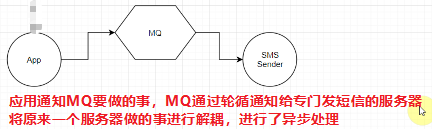 App
MQ
SMS
Sender
应用通知MQ要做的事，MQ通过轮循通知给专门发短信的服务器
将原来一个服务器做的事进行解耦，进行了异步处理